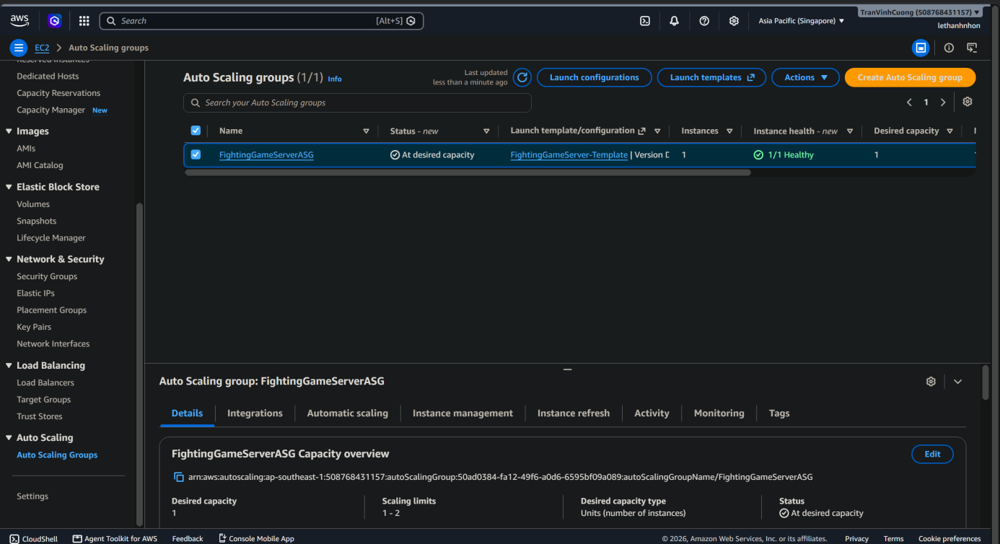 aws
Search [Alt+S]
Asia Pacific (Singapore)
TranVinhCuong (508768431157)
lethanhnhon
EC2 > Auto Scaling groups
Reserved Instances
Dedicated Hosts
Capacity Reservations
Capacity Manager New
Images
AMIs
AMI Catalog
Elastic Block Store
Volumes
Snapshots
Lifecycle Manager
Network & Security
Security Groups
Elastic IPs
Placement Groups
Key Pairs
Network Interfaces
Load Balancing
Load Balancers
Target Groups
Trust Stores
Auto Scaling
Auto Scaling Groups
Settings
Auto Scaling groups (1/1) Info
Last updated
less than a minute ago
Launch configurations
Launch templates
Actions
Create Auto Scaling group
Search your Auto Scaling groups
1
Name Status - new Launch template/configuration Instances Instance health - new Desired capacity
FightingGameServerASG At desired capacity FightingGameServer-Template | Version 1 1/1 Healthy 1
Auto Scaling group: FightingGameServerASG
Details Integrations Automatic scaling Instance management Instance refresh Activity Monitoring Tags
FightingGameServerASG Capacity overview
Edit
arn:aws:autoscaling:ap-southeast-1:508768431157:autoScalingGroup:50ad0384-fa12-49f6-a0d6-6595bf09a089:autoScalingGroupName/FightingGameServerASG
Desired capacity Scaling limits Desired capacity type Status
1 1 - 2 Units (number of instances) At desired capacity
CloudShell Agent Toolkit for AWS Feedback Console Mobile App © 2026, Amazon Web Services, Inc. or its affiliates. Privacy Terms Cookie preferences